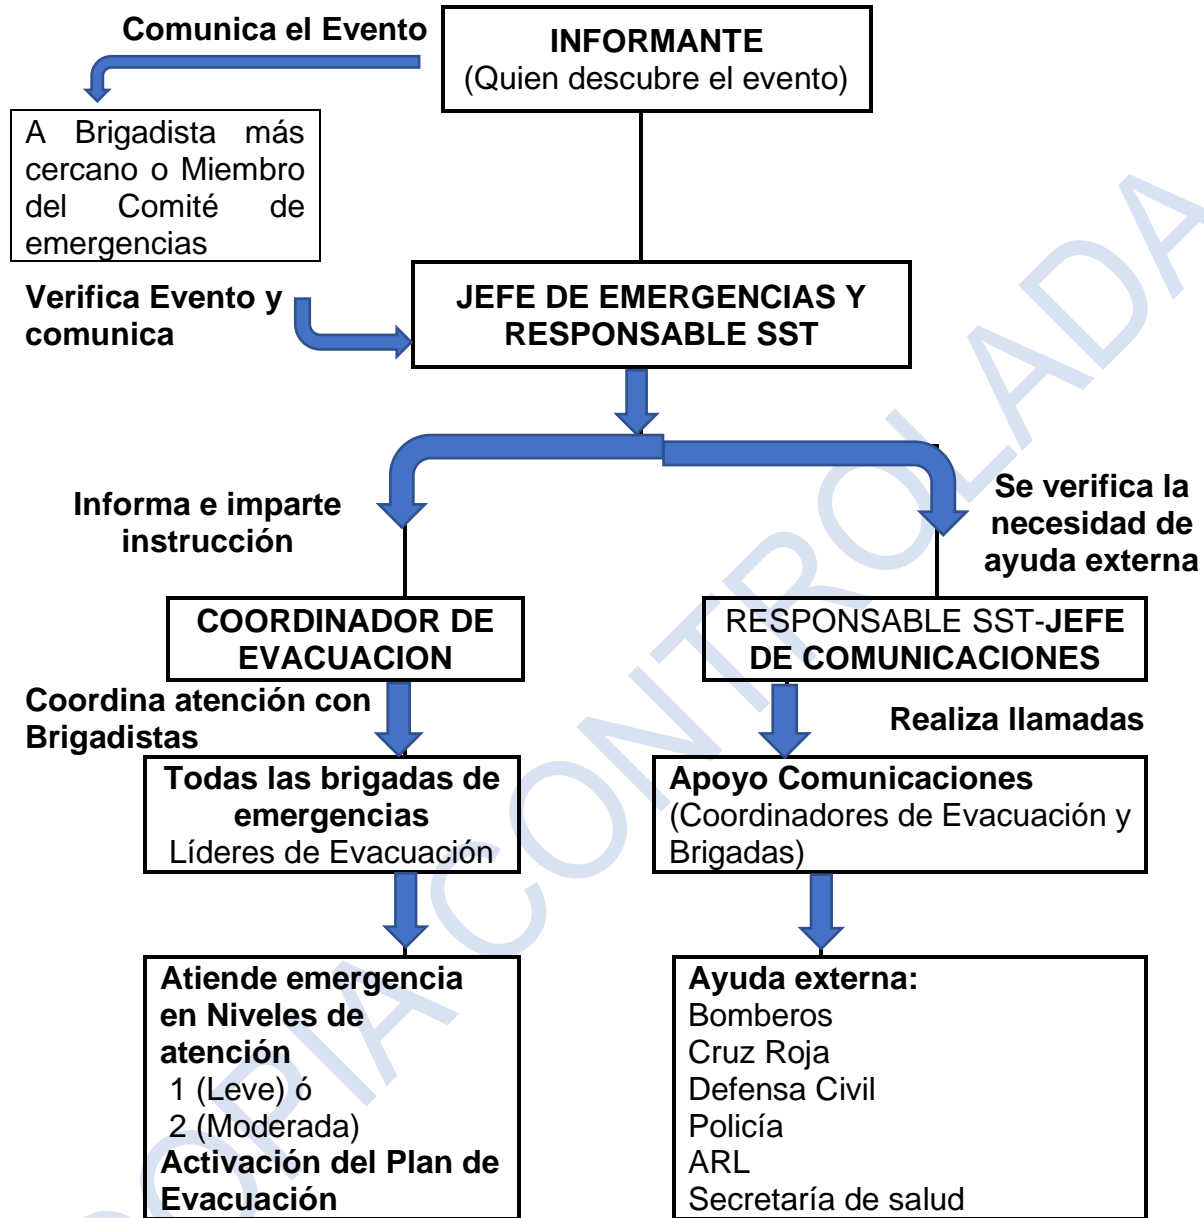 Comunica el Evento
INFORMANTE
(Quien descubre el evento)
A Brigadista más
cercano o Miembro
del Comité de
emergencias
Verifica Evento y
comunica
JEFE DE EMERGENCIAS Y
RESPONSABLE SST
Informa e imparte
instrucción
Se verifica la
necesidad de
ayuda externa
COORDINADOR DE
EVACUACION
RESPONSABLE SST-JEFE
DE COMUNICACIONES
Coordina atención con
Brigadistas
Realiza llamadas
Todas las brigadas de
emergencias
Líderes de Evacuación
Apoyo Comunicaciones
(Coordinadores de Evacuación y
Brigadas)
Atiende emergencia
en Niveles de
atención
1 (Leve) ó
2 (Moderada)
Activación del Plan de
Evacuación
Ayuda externa:
Bomberos
Cruz Roja
Defensa Civil
Policía
ARL
Secretaría de salud
COPIA CONTROLADA